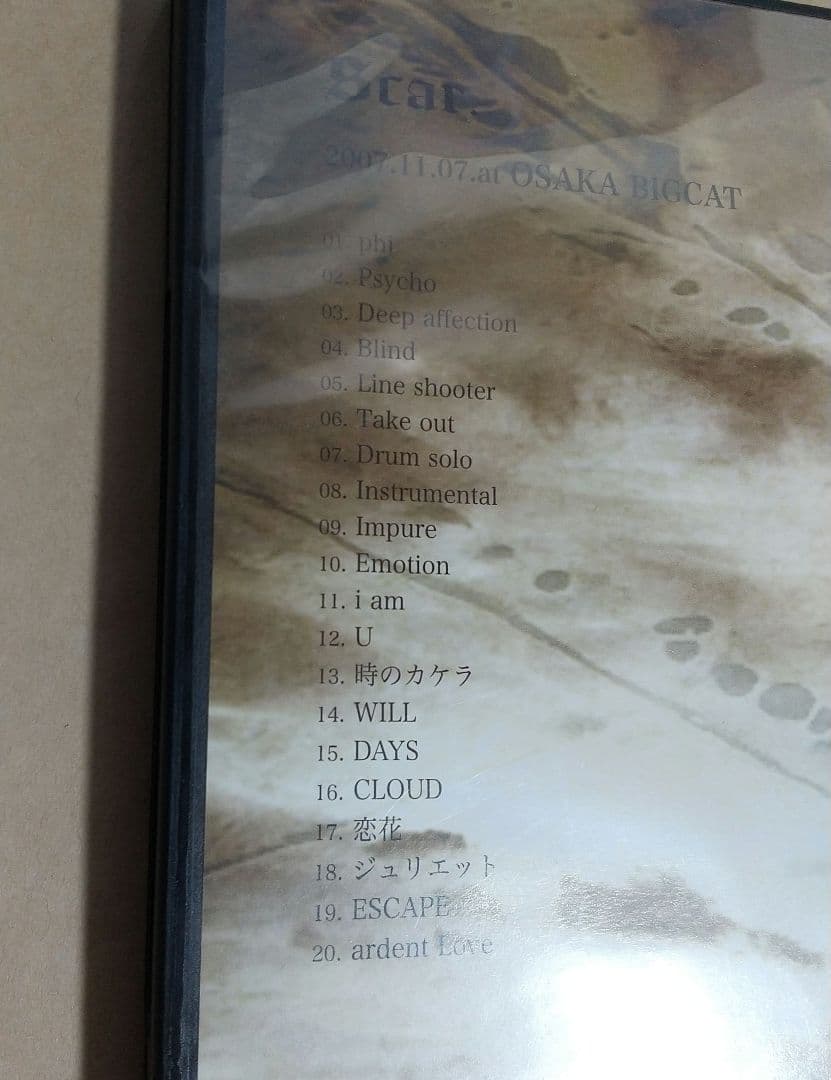 Scar
2007.11.07.at OSAKA BIGCAT
01. phi
02. Psycho
03. Deep affection
04. Blind
05. Line shooter
06. Take out
07. Drum solo
08. Instrumental
09. Impure
10. Emotion
11. i am
12. U
13. 時のカケラ
14. WILL
15. DAYS
16. CLOUD
17. 恋花
18. ジュリエット
19. ESCAPE
20. ardent Love